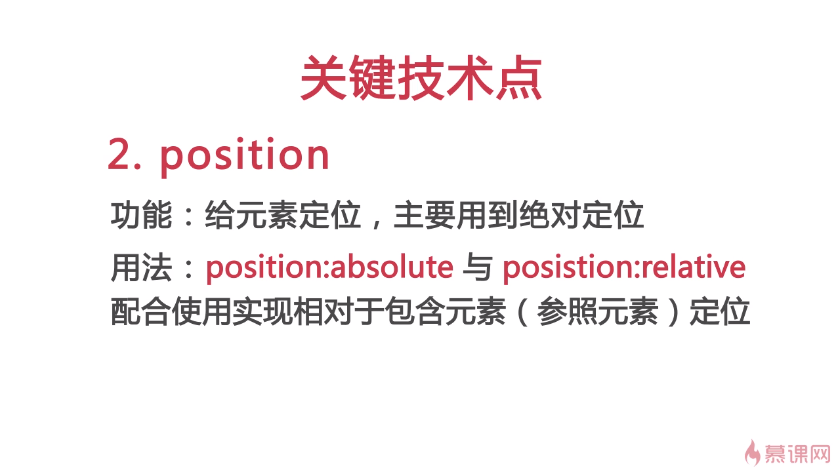 关键技术点
2. position
功能：给元素定位，主要用到绝对定位
用法：position:absolute 与 posistion:relative
配合使用实现相对于包含元素（参照元素）定位
慕课网